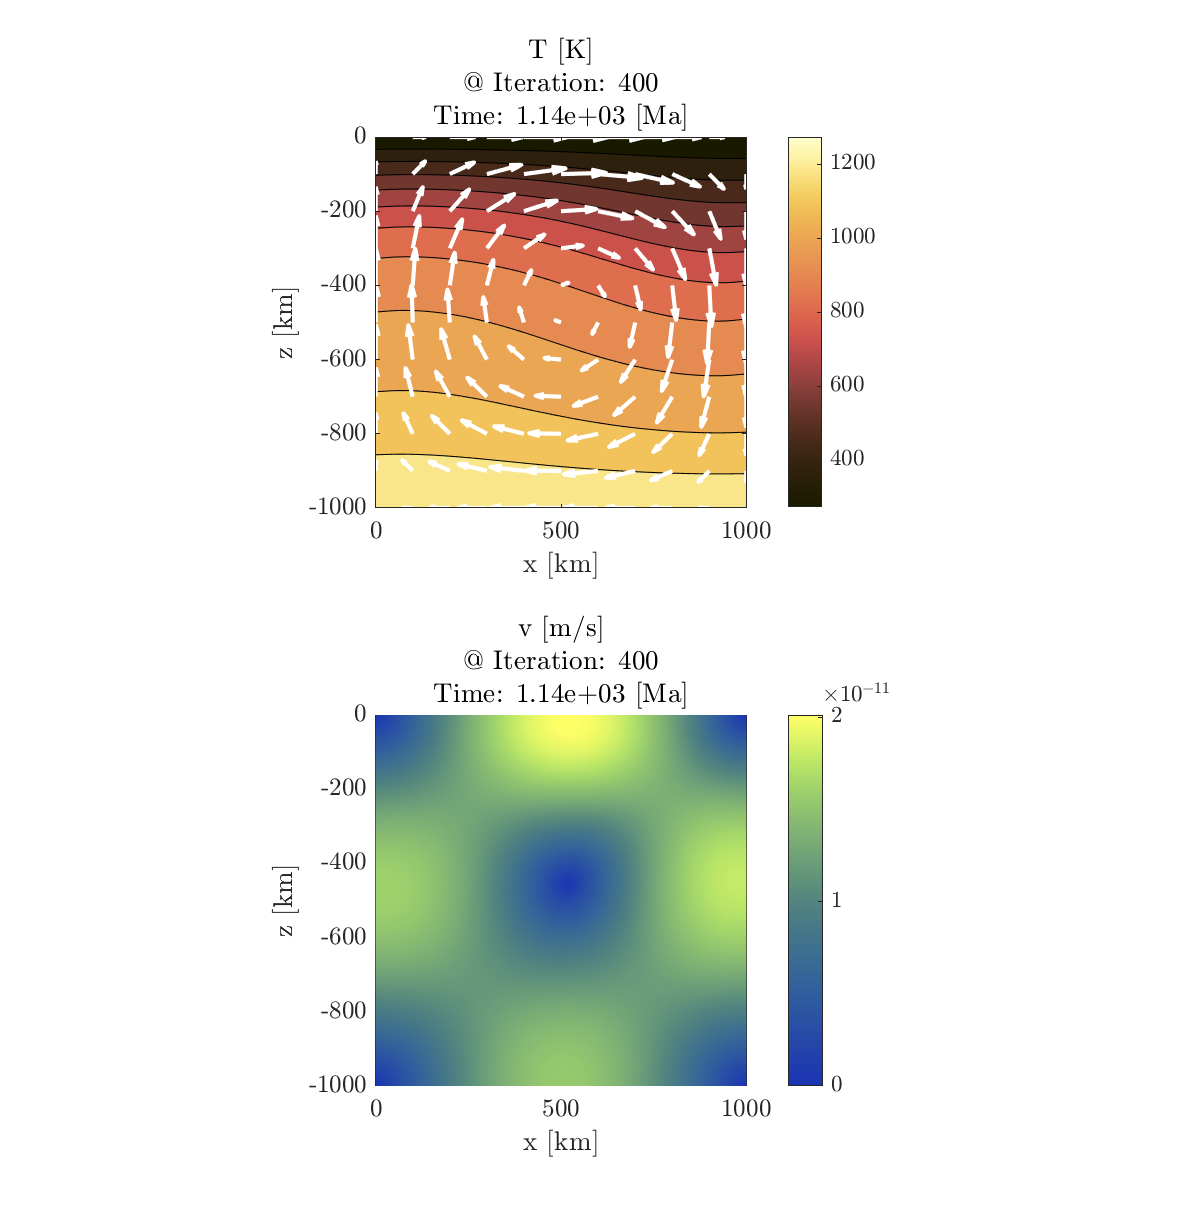 T [K]
@ Iteration: 400
Time: 1.14e+03 [Ma]
0
-200
-400
-600
-800
-1000
z [km]
0 500 1000
x [km]
1200
1000
800
600
400
v [m/s]
@ Iteration: 400
Time: 1.14e+03 [Ma]
×10⁻¹¹
0
-200
-400
-600
-800
-1000
z [km]
0 500 1000
x [km]
2
1
0